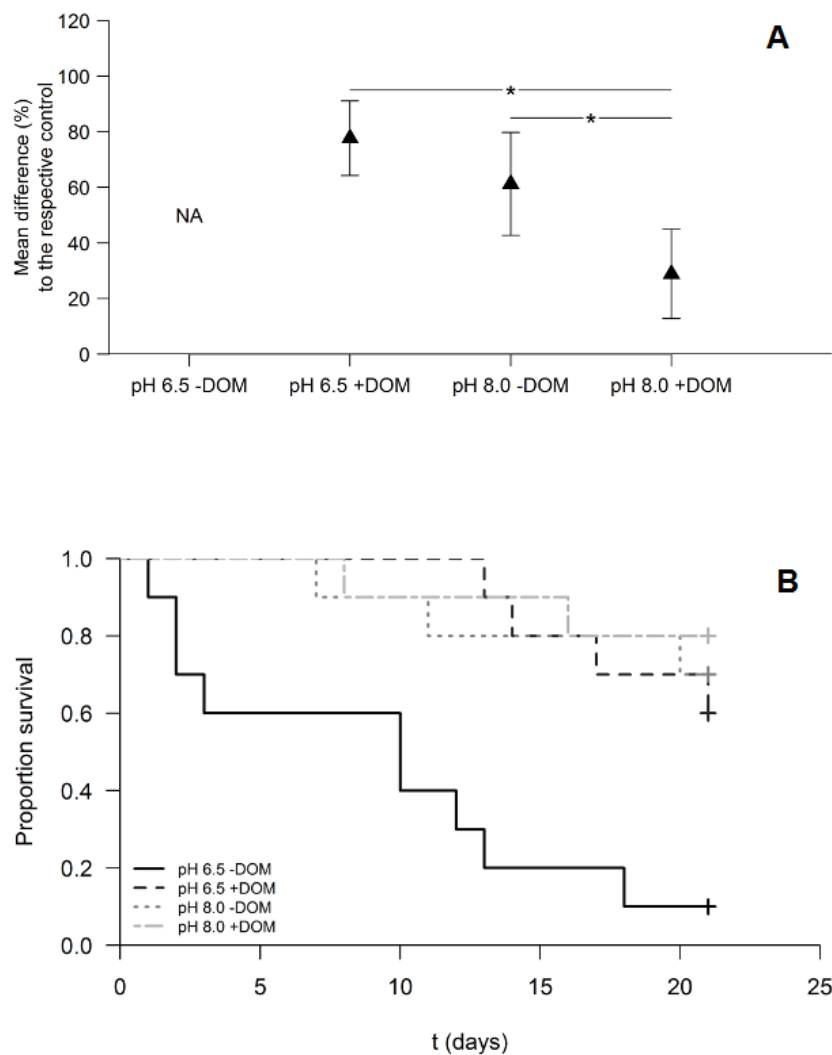 A
Mean difference (%)
to the respective control
120
100
80
60
40
20
0
*
*
NA
pH 6.5 -DOM
pH 6.5 +DOM
pH 8.0 -DOM
pH 8.0 +DOM
B
Proportion survival
1.0
0.8
0.6
0.4
0.2
0.0
pH 6.5 -DOM
pH 6.5 +DOM
pH 8.0 -DOM
pH 8.0 +DOM
0
5
10
15
20
25
t (days)